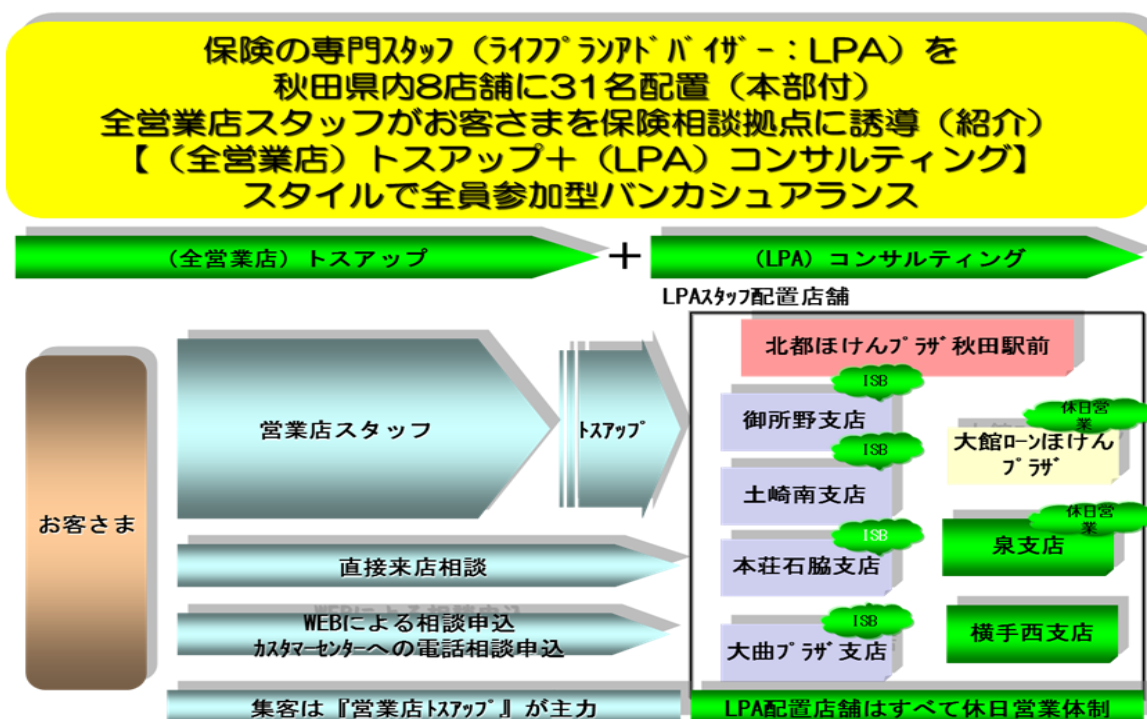 保険の専門スタッフ（ライフプランアドバイザー：LPA）を
秋田県内8店舗に31名配置（本部付）
全営業店スタッフがお客さまを保険相談拠点に誘導（紹介）
【（全営業店）トスアップ＋（LPA）コンサルティング】
スタイルで全員参加型バンカシュアランス
（全営業店）トスアップ
＋
（LPA）コンサルティング
LPAスタッフ配置店舗
お客さま
営業店スタッフ
トスアップ
直接来店相談
WEBによる相談申込
カスタマーセンターへの電話相談申込
北都ほけんプラザ秋田駅前
ISB
御所野支店
ISB
土崎南支店
ISB
本荘石脇支店
ISB
大曲プラザ支店
休日営
業
大館ローンほけん
プラザ
休日営
業
泉支店
横手西支店
集客は『営業店トスアップ』が主力
LPA配置店舗はすべて休日営業体制